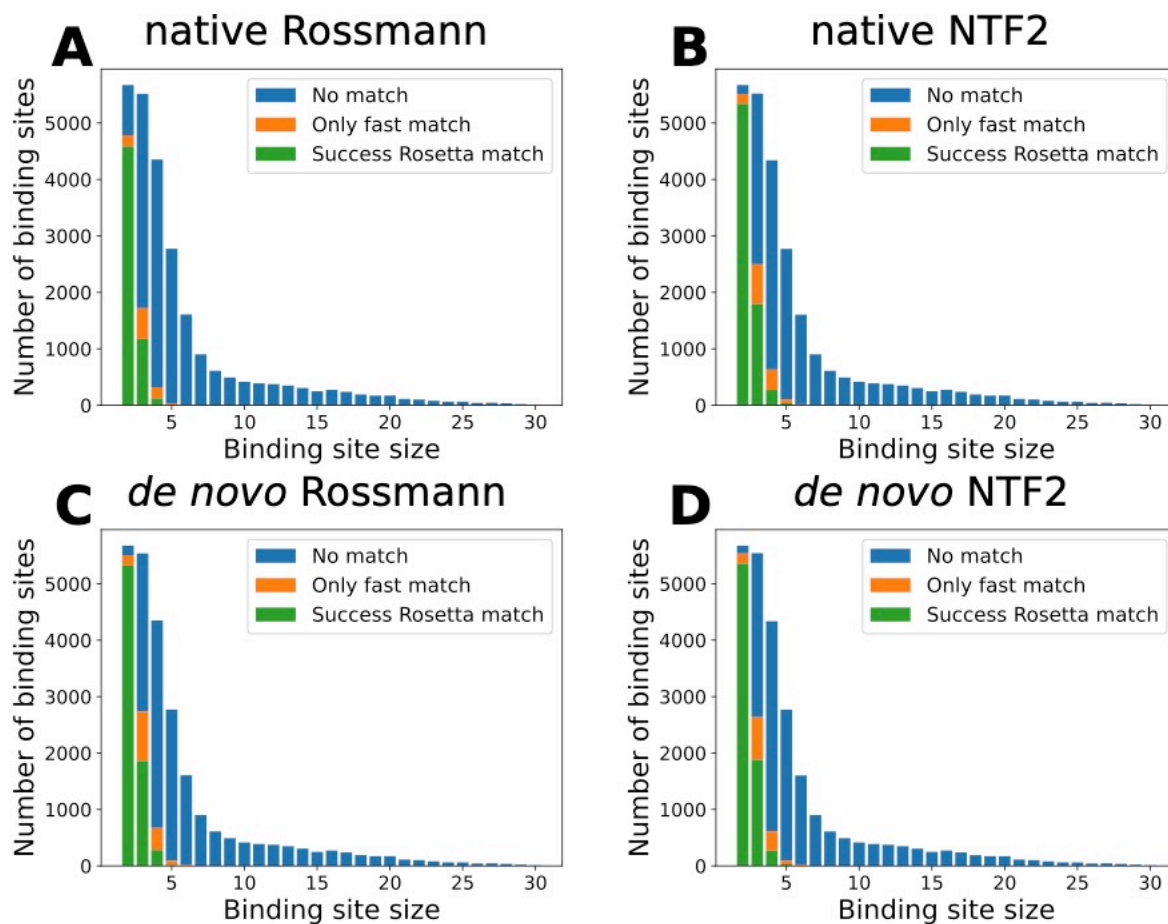 A native Rossmann
Number of binding sites
5000
4000
3000
2000
1000
0
No match
Only fast match
Success Rosetta match
5 10 15 20 25 30
Binding site size
B native NTF2
Number of binding sites
5000
4000
3000
2000
1000
0
No match
Only fast match
Success Rosetta match
5 10 15 20 25 30
Binding site size
C de novo Rossmann
Number of binding sites
5000
4000
3000
2000
1000
0
No match
Only fast match
Success Rosetta match
5 10 15 20 25 30
Binding site size
D de novo NTF2
Number of binding sites
5000
4000
3000
2000
1000
0
No match
Only fast match
Success Rosetta match
5 10 15 20 25 30
Binding site size